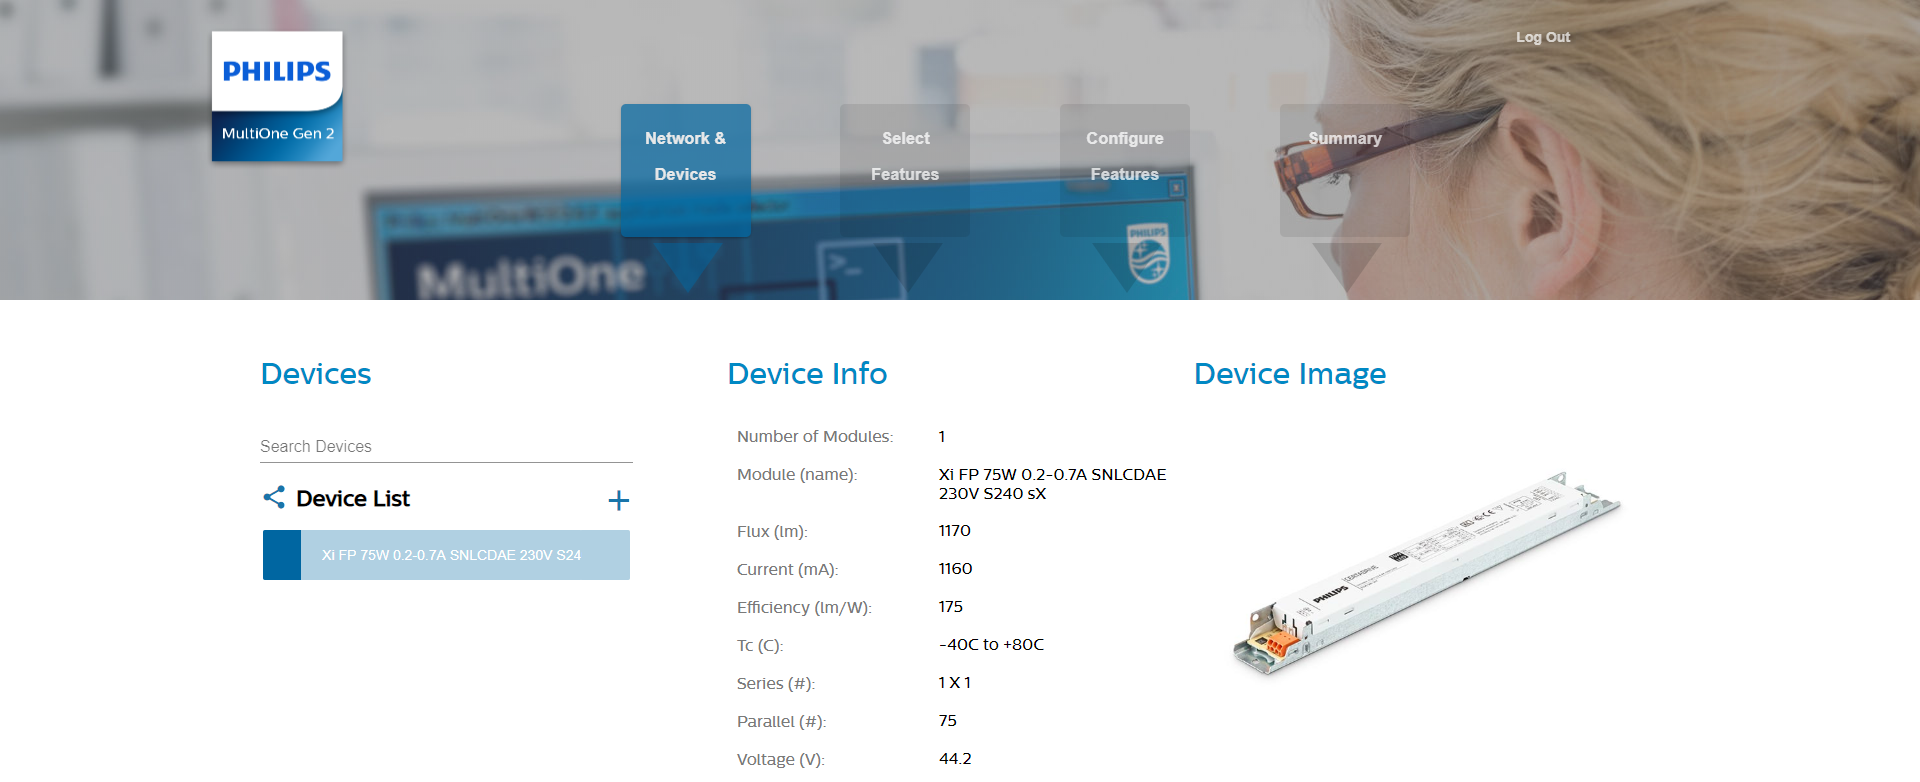 Log Out
PHILIPS
MultiOne Gen 2
Network &
Devices
Select
Features
Configure
Features
Summary
PHILIPS
MultiOne
>_
Devices
Device Info
Device Image
Search Devices
Device List
Xi FP 75W 0.2-0.7A SNLCDAE 230V S24
Number of Modules: 1
Module (name): Xi FP 75W 0.2-0.7A SNLCDAE
230V S240 sX
Flux (lm): 1170
Current (mA): 1160
Efficiency (lm/W): 175
Tc (C): -40C to +80C
Series (#): 1 X 1
Parallel (#): 75
Voltage (V): 44.2
PHILIPS